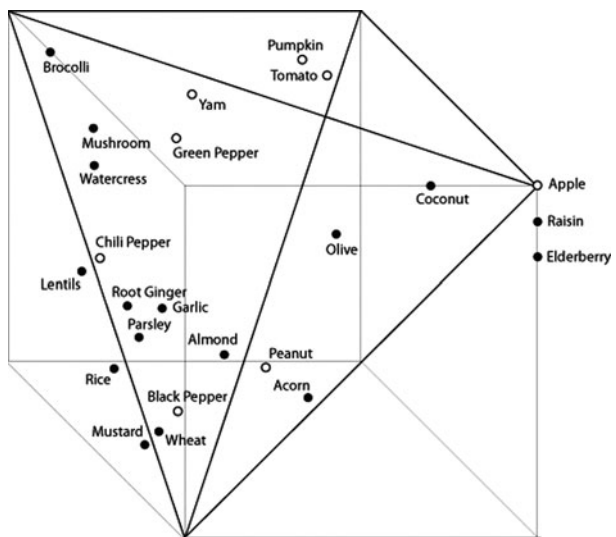 Pumpkin
Brocolli
Tomato
Yam
Mushroom
Green Pepper
Watercress
Apple
Coconut
Raisin
Chili Pepper
Olive
Elderberry
Lentils
Root Ginger
Garlic
Parsley
Almond
Peanut
Rice
Black Pepper
Acorn
Mustard
Wheat